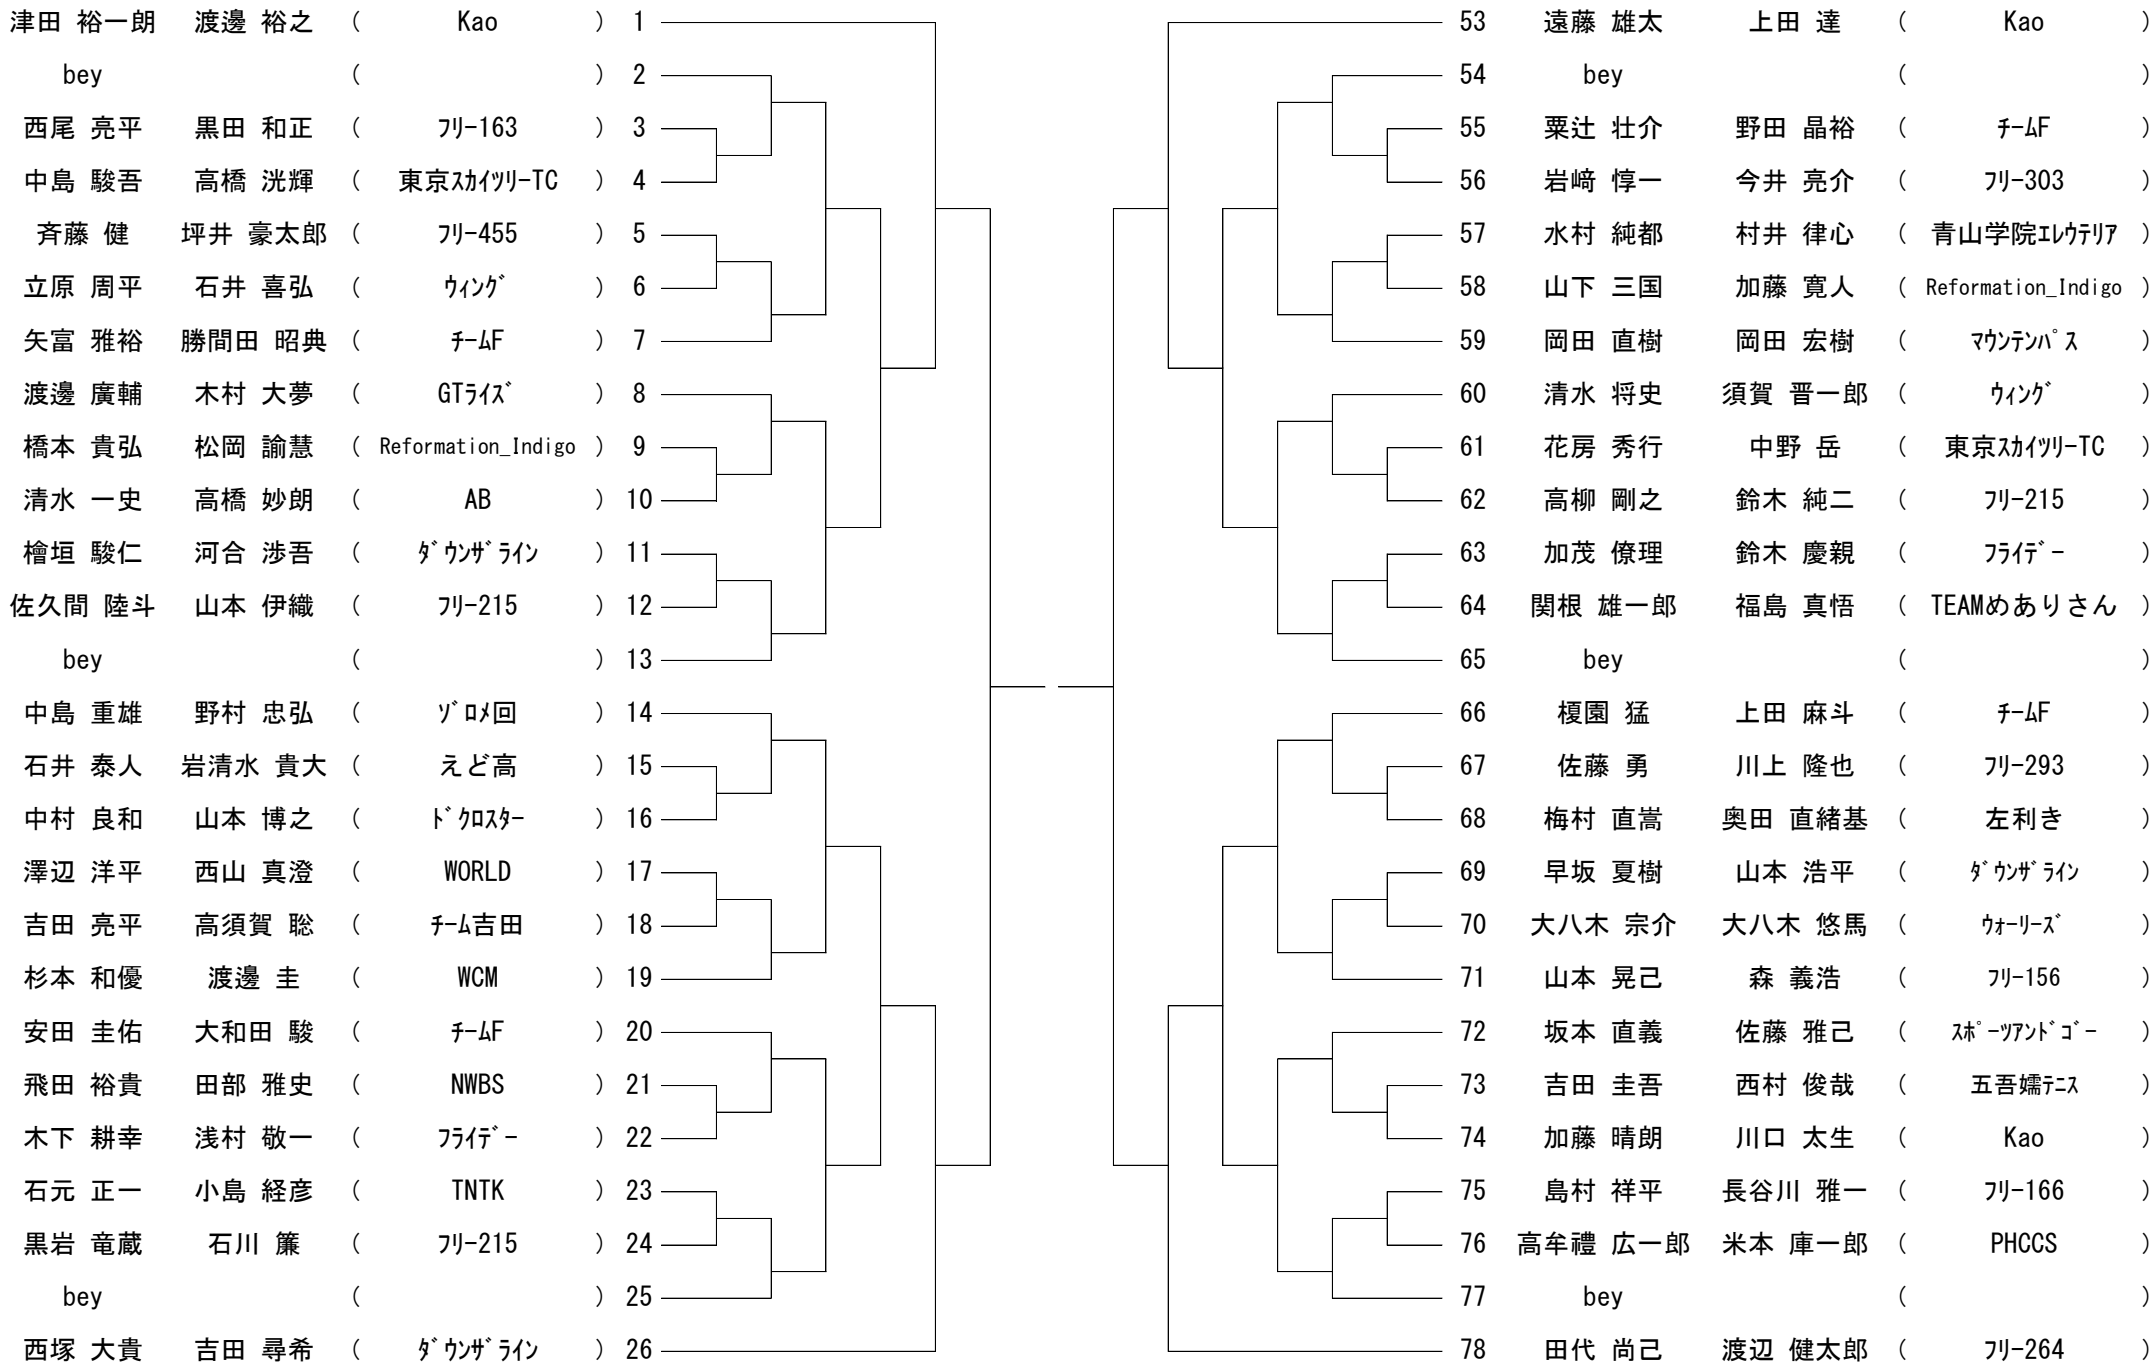 津田 裕一朗 渡邊 裕之 ( Kao ) 1
bey ( ) 2
西尾 亮平 黒田 和正 ( ﾌﾘｰ163 ) 3
中島 駿吾 高橋 洸輝 ( 東京ｽｶｲﾂﾘｰTC ) 4
斉藤 健 坪井 豪太郎 ( ﾌﾘｰ455 ) 5
立原 周平 石井 喜弘 ( ｳｨﾝｸﾞ ) 6
矢富 雅裕 勝間田 昭典 ( ﾁｰﾑF ) 7
渡邊 廣輔 木村 大夢 ( GTﾗｲｽﾞ ) 8
橋本 貴弘 松岡 諭慧 ( Reformation_Indigo ) 9
清水 一史 高橋 妙朗 ( AB ) 10
檜垣 駿仁 河合 渉吾 ( ﾀﾞｳﾝｻﾞﾗｲﾝ ) 11
佐久間 陸斗 山本 伊織 ( ﾌﾘｰ215 ) 12
bey ( ) 13
中島 重雄 野村 忠弘 ( ｿﾞﾛﾒ回 ) 14
石井 泰人 岩清水 貴大 ( えど高 ) 15
中村 良和 山本 博之 ( ﾄﾞｸﾛｽﾀｰ ) 16
澤辺 洋平 西山 真澄 ( WORLD ) 17
吉田 亮平 高須賀 聡 ( ﾁｰﾑ吉田 ) 18
杉本 和優 渡邊 圭 ( WCM ) 19
安田 圭佑 大和田 駿 ( ﾁｰﾑF ) 20
飛田 裕貴 田部 雅史 ( NWBS ) 21
木下 耕幸 浅村 敬一 ( ﾌﾗｲﾃﾞｰ ) 22
石元 正一 小島 経彦 ( TNTK ) 23
黒岩 竜蔵 石川 簾 ( ﾌﾘｰ215 ) 24
bey ( ) 25
西塚 大貴 吉田 尋希 ( ﾀﾞｳﾝｻﾞﾗｲﾝ ) 26
53 遠藤 雄太 上田 達 ( Kao )
54 bey ( )
55 粟辻 壮介 野田 晶裕 ( ﾁｰﾑF )
56 岩﨑 惇一 今井 亮介 ( ﾌﾘｰ303 )
57 水村 純都 村井 律心 ( 青山学院ｴﾚｳﾃﾘｱ )
58 山下 三国 加藤 寛人 ( Reformation_Indigo )
59 岡田 直樹 岡田 宏樹 ( ﾏｳﾝﾃﾝﾊﾟｽ )
60 清水 将史 須賀 晋一郎 ( ｳｨﾝｸﾞ )
61 花房 秀行 中野 岳 ( 東京ｽｶｲﾂﾘｰTC )
62 高柳 剛之 鈴木 純二 ( ﾌﾘｰ215 )
63 加茂 僚理 鈴木 慶親 ( ﾌﾗｲﾃﾞｰ )
64 関根 雄一郎 福島 真悟 ( TEAMめありさん )
65 bey ( )
66 榎園 猛 上田 麻斗 ( ﾁｰﾑF )
67 佐藤 勇 川上 隆也 ( ﾌﾘｰ293 )
68 梅村 直嵩 奥田 直緒基 ( 左利き )
69 早坂 夏樹 山本 浩平 ( ﾀﾞｳﾝｻﾞﾗｲﾝ )
70 大八木 宗介 大八木 悠馬 ( ｳｫｰﾘｰｽﾞ )
71 山本 晃己 森 義浩 ( ﾌﾘｰ156 )
72 坂本 直義 佐藤 雅己 ( ｽﾎﾟｰﾂｱﾝﾄﾞｺﾞｰ )
73 吉田 圭吾 西村 俊哉 ( 五吾嬬ﾃﾆｽ )
74 加藤 晴朗 川口 太生 ( Kao )
75 島村 祥平 長谷川 雅一 ( ﾌﾘｰ166 )
76 高牟禮 広一郎 米本 庫一郎 ( PHCCS )
77 bey ( )
78 田代 尚己 渡辺 健太郎 ( ﾌﾘｰ264 )